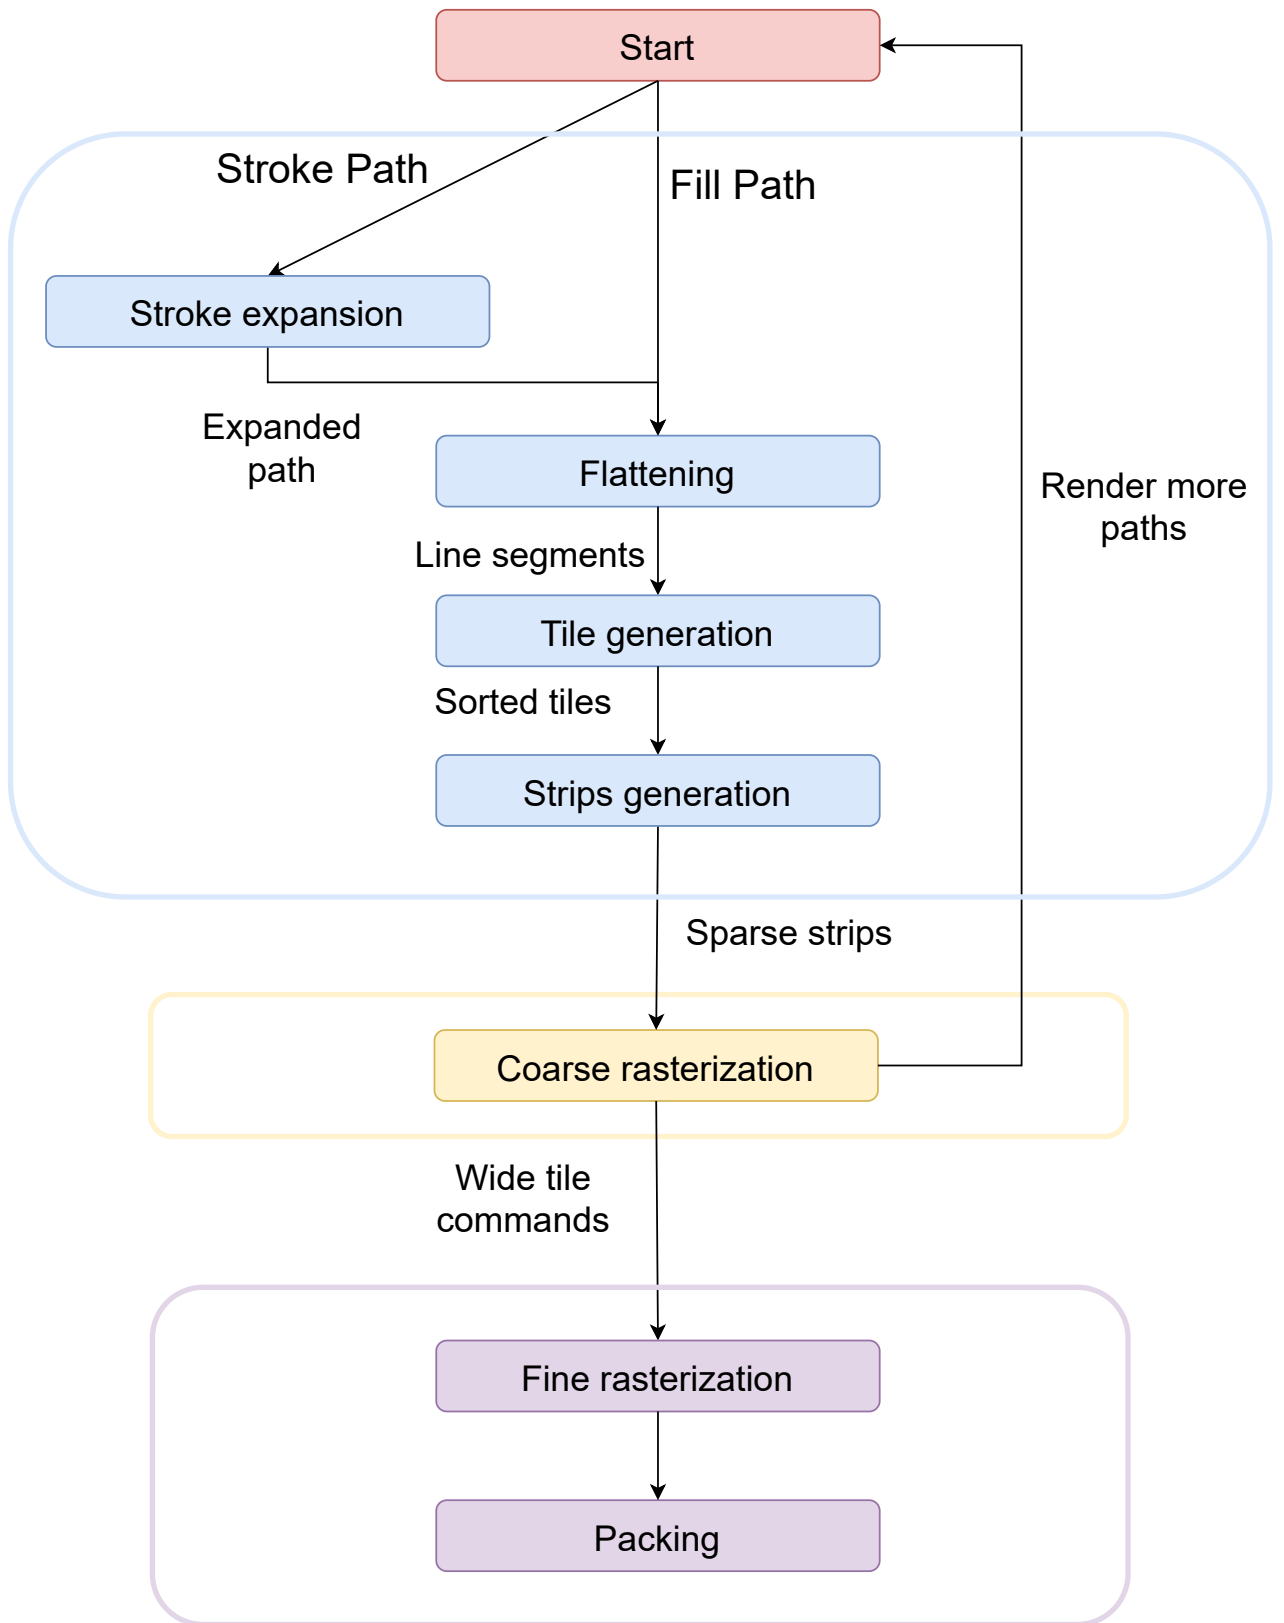 Start
Stroke Path
Fill Path
Stroke expansion
Expanded
path
Flattening
Render more
paths
Line segments
Tile generation
Sorted tiles
Strips generation
Sparse strips
Coarse rasterization
Wide tile
commands
Fine rasterization
Packing